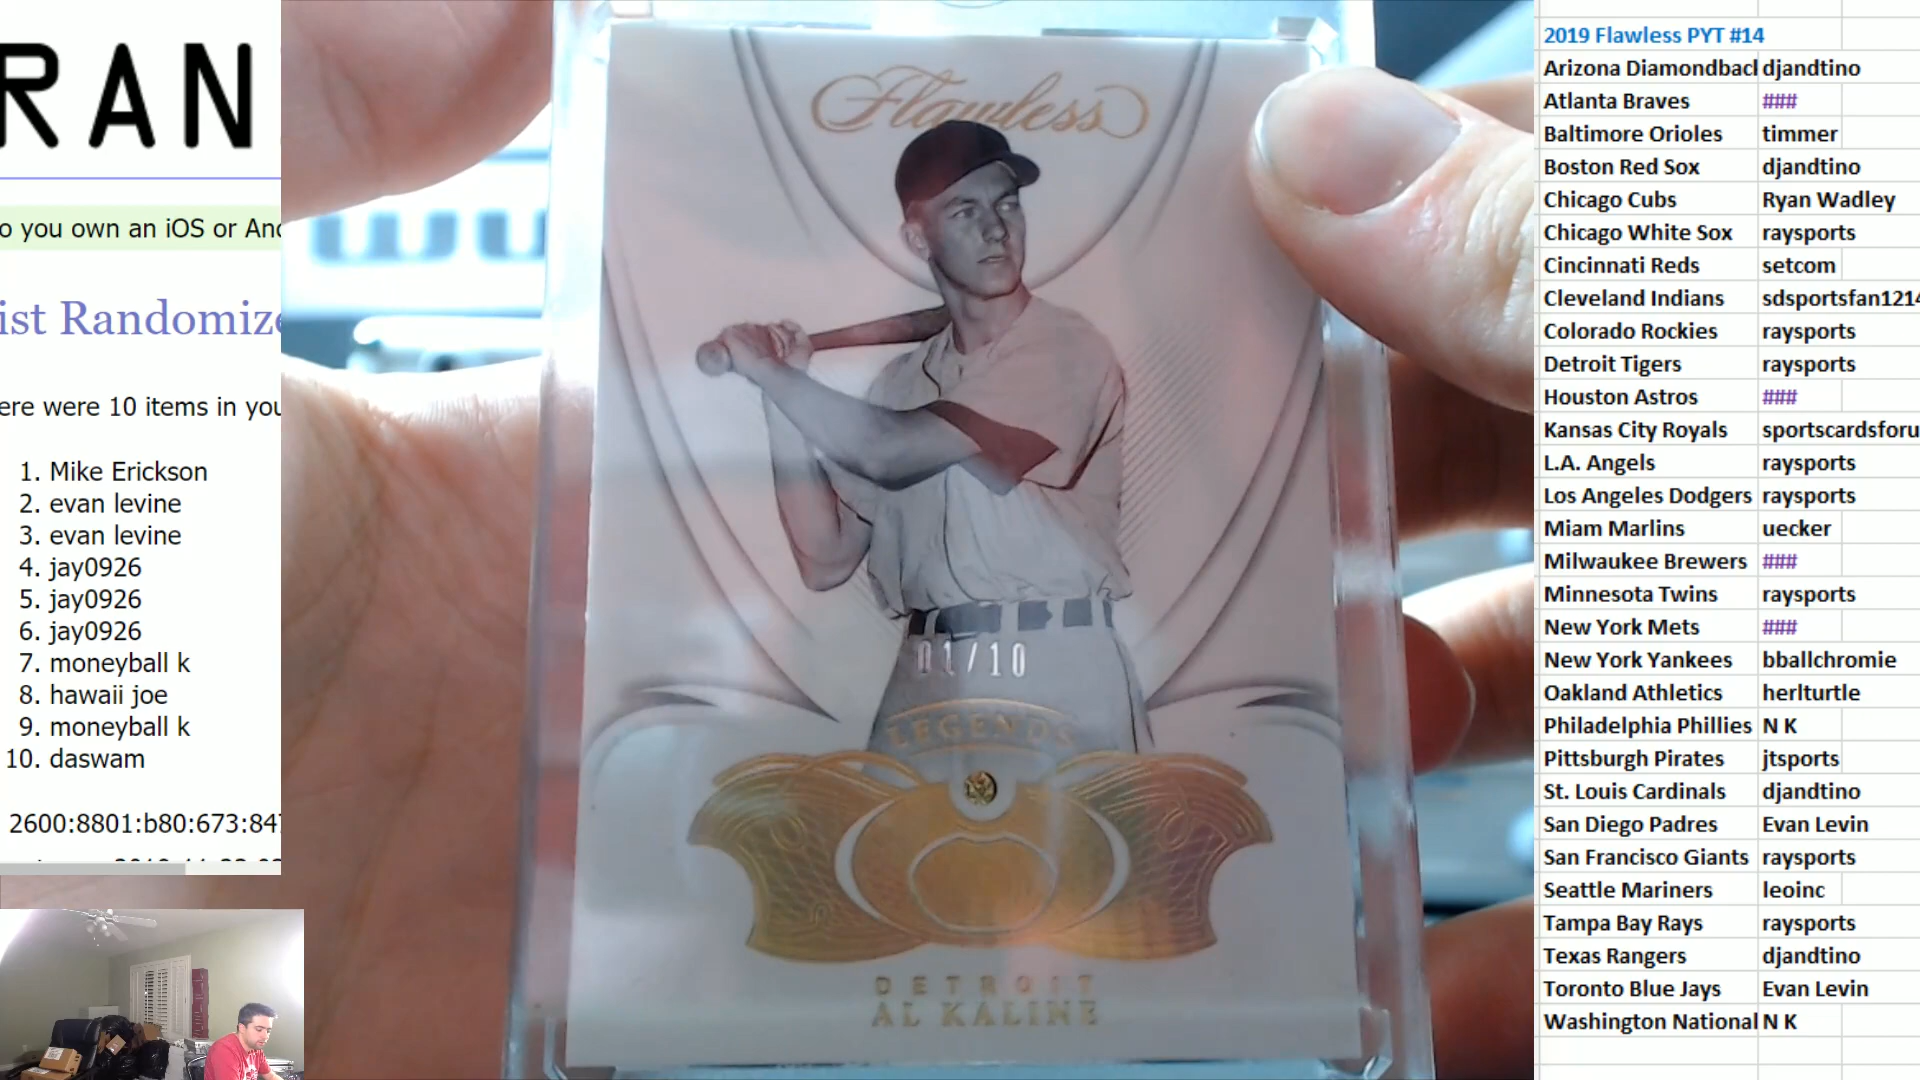 RAN
o you own an iOS or And
ist Randomize
ere were 10 items in you
1. Mike Erickson
2. evan levine
3. evan levine
4. jay0926
5. jay0926
6. jay0926
7. moneyball k
8. hawaii joe
9. moneyball k
10. daswam
2600:8801:b80:673:847
Flawless
01/10
LEGENDS
DETROIT
AL KALINE
2019 Flawless PYT #14
Arizona Diamondback djandtino
Atlanta Braves ###
Baltimore Orioles timmer
Boston Red Sox djandtino
Chicago Cubs Ryan Wadley
Chicago White Sox raysports
Cincinnati Reds setcom
Cleveland Indians sdsportsfan1214
Colorado Rockies raysports
Detroit Tigers raysports
Houston Astros ###
Kansas City Royals sportscardsforu
L.A. Angels raysports
Los Angeles Dodgers raysports
Miam Marlins uecker
Milwaukee Brewers ###
Minnesota Twins raysports
New York Mets ###
New York Yankees bballchromie
Oakland Athletics herlturtle
Philadelphia Phillies N K
Pittsburgh Pirates jtsports
St. Louis Cardinals djandtino
San Diego Padres Evan Levin
San Francisco Giants raysports
Seattle Mariners leoinc
Tampa Bay Rays raysports
Texas Rangers djandtino
Toronto Blue Jays Evan Levin
Washington National N K